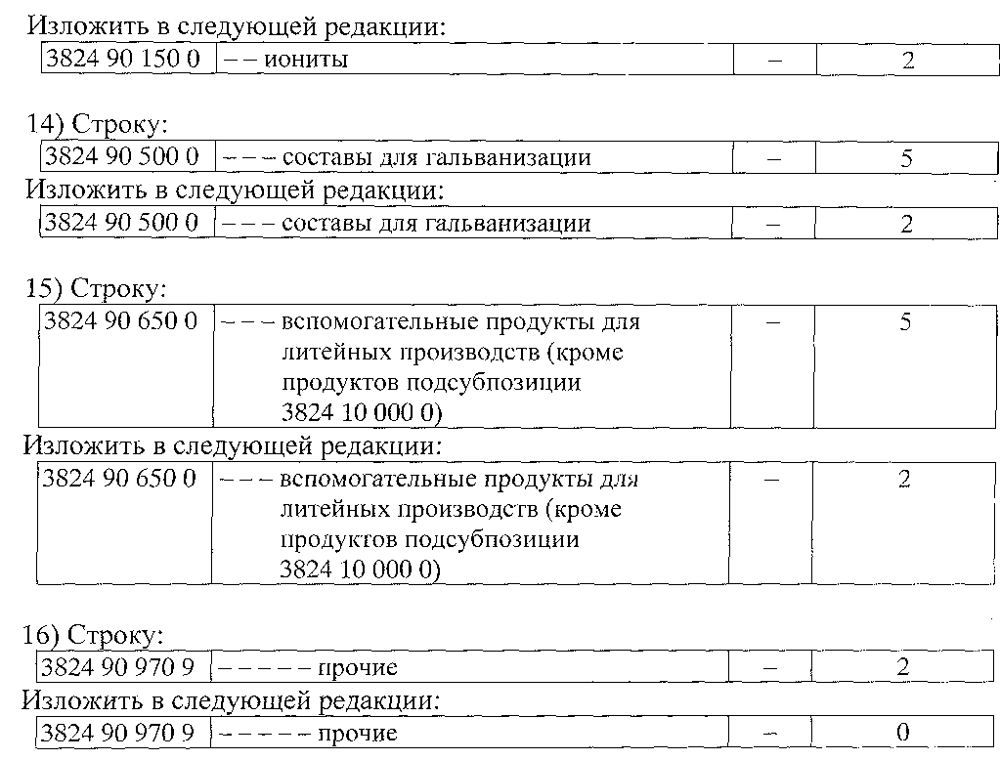 Изложить в следующей редакции:
3824 90 150 0 – – иониты – 2
14) Строку:
3824 90 500 0 – – – составы для гальванизации – 5
Изложить в следующей редакции:
3824 90 500 0 – – – составы для гальванизации – 2
15) Строку:
3824 90 650 0 – – – вспомогательные продукты для – 5
литейных производств (кроме
продуктов подсубпозиции
3824 10 000 0)
Изложить в следующей редакции:
3824 90 650 0 – – – вспомогательные продукты для – 2
литейных производств (кроме
продуктов подсубпозиции
3824 10 000 0)
16) Строку:
3824 90 970 9 – – – – – прочие – 2
Изложить в следующей редакции:
3824 90 970 9 – – – – – прочие – 0